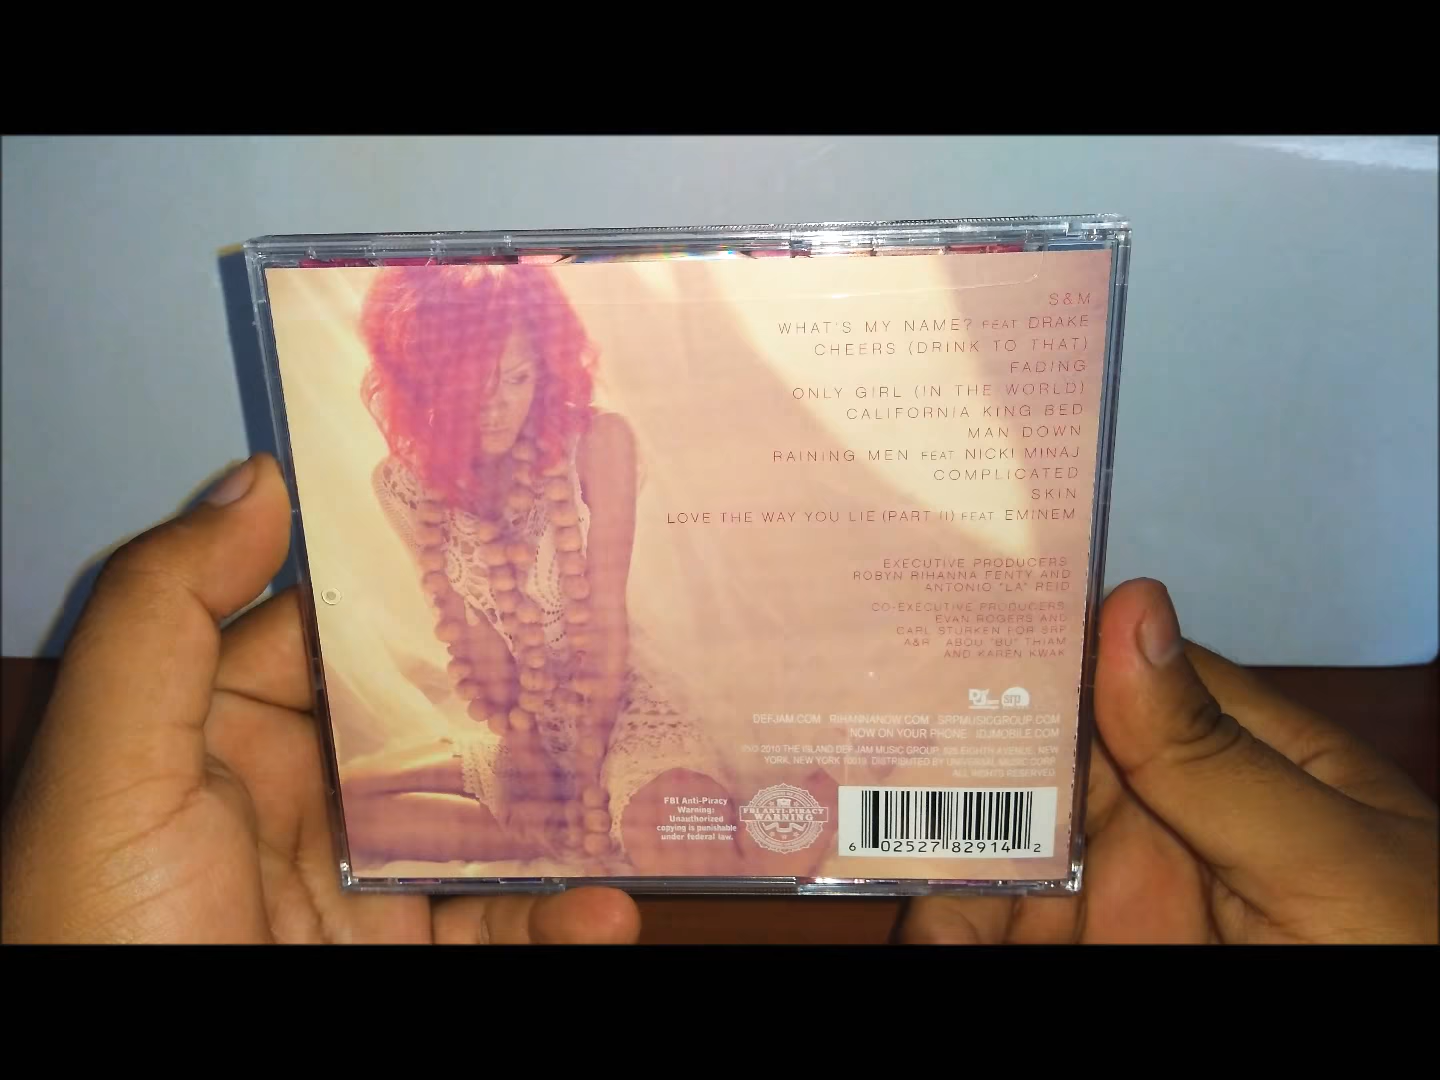 S&M
WHAT'S MY NAME? FEAT DRAKE
CHEERS (DRINK TO THAT)
FADING
ONLY GIRL (IN THE WORLD)
CALIFORNIA KING BED
MAN DOWN
RAINING MEN FEAT NICKI MINAJ
COMPLICATED
SKIN
LOVE THE WAY YOU LIE (PART II) FEAT EMINEM
EXECUTIVE PRODUCERS
ROBYN RIHANNA FENTY AND
ANTONIO "LA" REID
CO-EXECUTIVE PRODUCERS
EVAN ROGERS AND
CARL STURKEN FOR SRP
A&R ABOU "BU" THIAM
AND KAREN KWAK
DEF JAM
SRP
DEFJAM.COM RIHANNANOW.COM SRPMUSICGROUP.COM
NOW ON YOUR PHONE IDJMOBILE.COM
2010 THE ISLAND DEF JAM MUSIC GROUP, 825 EIGHTH AVENUE, NEW
YORK, NEW YORK 10019. DISTRIBUTED BY UNIVERSAL MUSIC CORP.
ALL RIGHTS RESERVED.
FBI Anti-Piracy
Warning:
Unauthorized
copying is punishable
under federal law.
FBI ANTI-PIRACY
WARNING
6 02527 82914 2